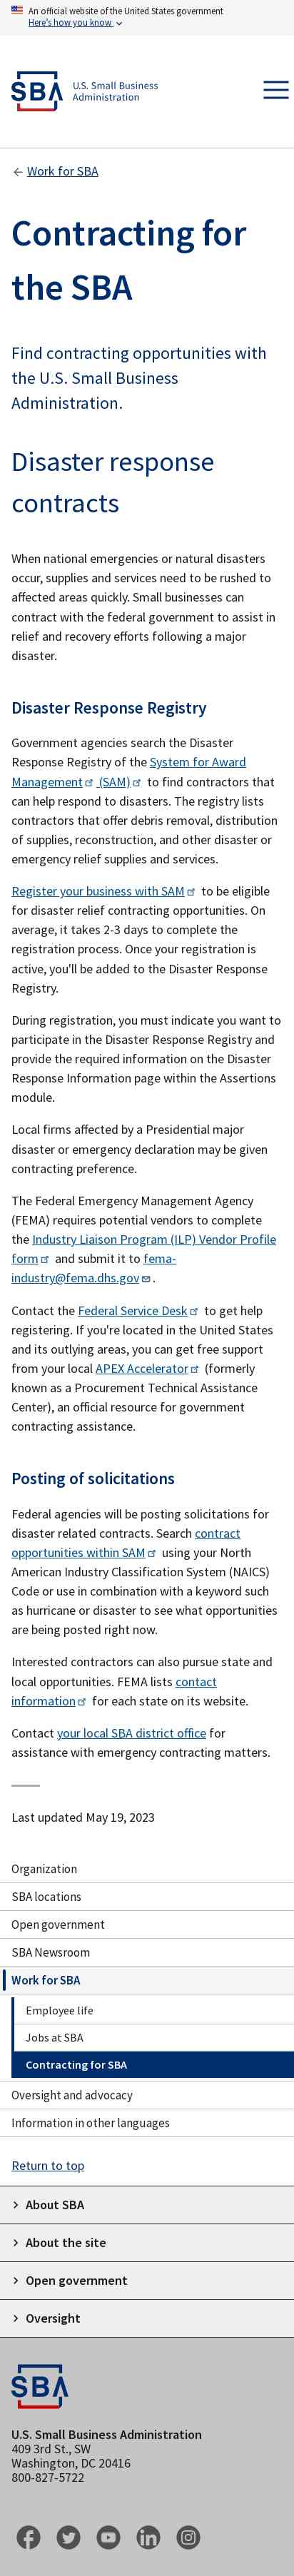 An official website of the United States government
Here's how you know
SBA
U.S. Small Business
Administration
Work for SBA
Contracting for
the SBA
Find contracting opportunities with
the U.S. Small Business
Administration.
Disaster response
contracts
When national emergencies or natural disasters
occur, supplies and services need to be rushed to
affected areas quickly. Small businesses can
contract with the federal government to assist in
relief and recovery efforts following a major
disaster.
Disaster Response Registry
Government agencies search the Disaster
Response Registry of the System for Award
Management (SAM) to find contractors that
can help respond to disasters. The registry lists
contractors that offer debris removal, distribution
of supplies, reconstruction, and other disaster or
emergency relief supplies and services.
Register your business with SAM to be eligible
for disaster relief contracting opportunities. On
average, it takes 2-3 days to complete the
registration process. Once your registration is
active, you'll be added to the Disaster Response
Registry.
During registration, you must indicate you want to
participate in the Disaster Response Registry and
provide the required information on the Disaster
Response Information page within the Assertions
module.
Local firms affected by a Presidential major
disaster or emergency declaration may be given
contracting preference.
The Federal Emergency Management Agency
(FEMA) requires potential vendors to complete
the Industry Liaison Program (ILP) Vendor Profile
form and submit it to fema-
industry@fema.dhs.gov.
Contact the Federal Service Desk to get help
registering. If you're located in the United States
and its outlying areas, you can get free support
from your local APEX Accelerator (formerly
known as a Procurement Technical Assistance
Center), an official resource for government
contracting assistance.
Posting of solicitations
Federal agencies will be posting solicitations for
disaster related contracts. Search contract
opportunities within SAM using your North
American Industry Classification System (NAICS)
Code or use in combination with a keyword such
as hurricane or disaster to see what opportunities
are being posted right now.
Interested contractors can also pursue state and
local opportunities. FEMA lists contact
information for each state on its website.
Contact your local SBA district office for
assistance with emergency contracting matters.
Last updated May 19, 2023
Organization
SBA locations
Open government
SBA Newsroom
Work for SBA
Employee life
Jobs at SBA
Contracting for SBA
Oversight and advocacy
Information in other languages
Return to top
About SBA
About the site
Open government
Oversight
SBA
U.S. Small Business Administration
409 3rd St., SW
Washington, DC 20416
800-827-5722